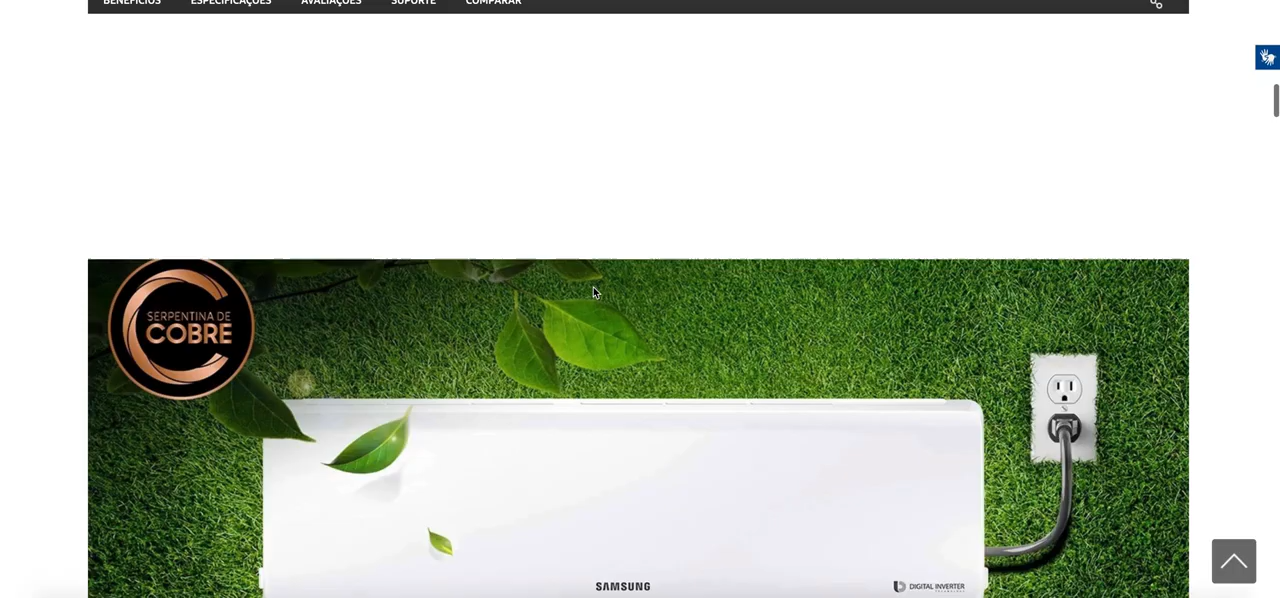 BENEFÍCIOS ESPECIFICAÇÕES AVALIAÇÕES SUPORTE COMPARAR
SERPENTINA DE
COBRE
SAMSUNG
DIGITAL INVERTER